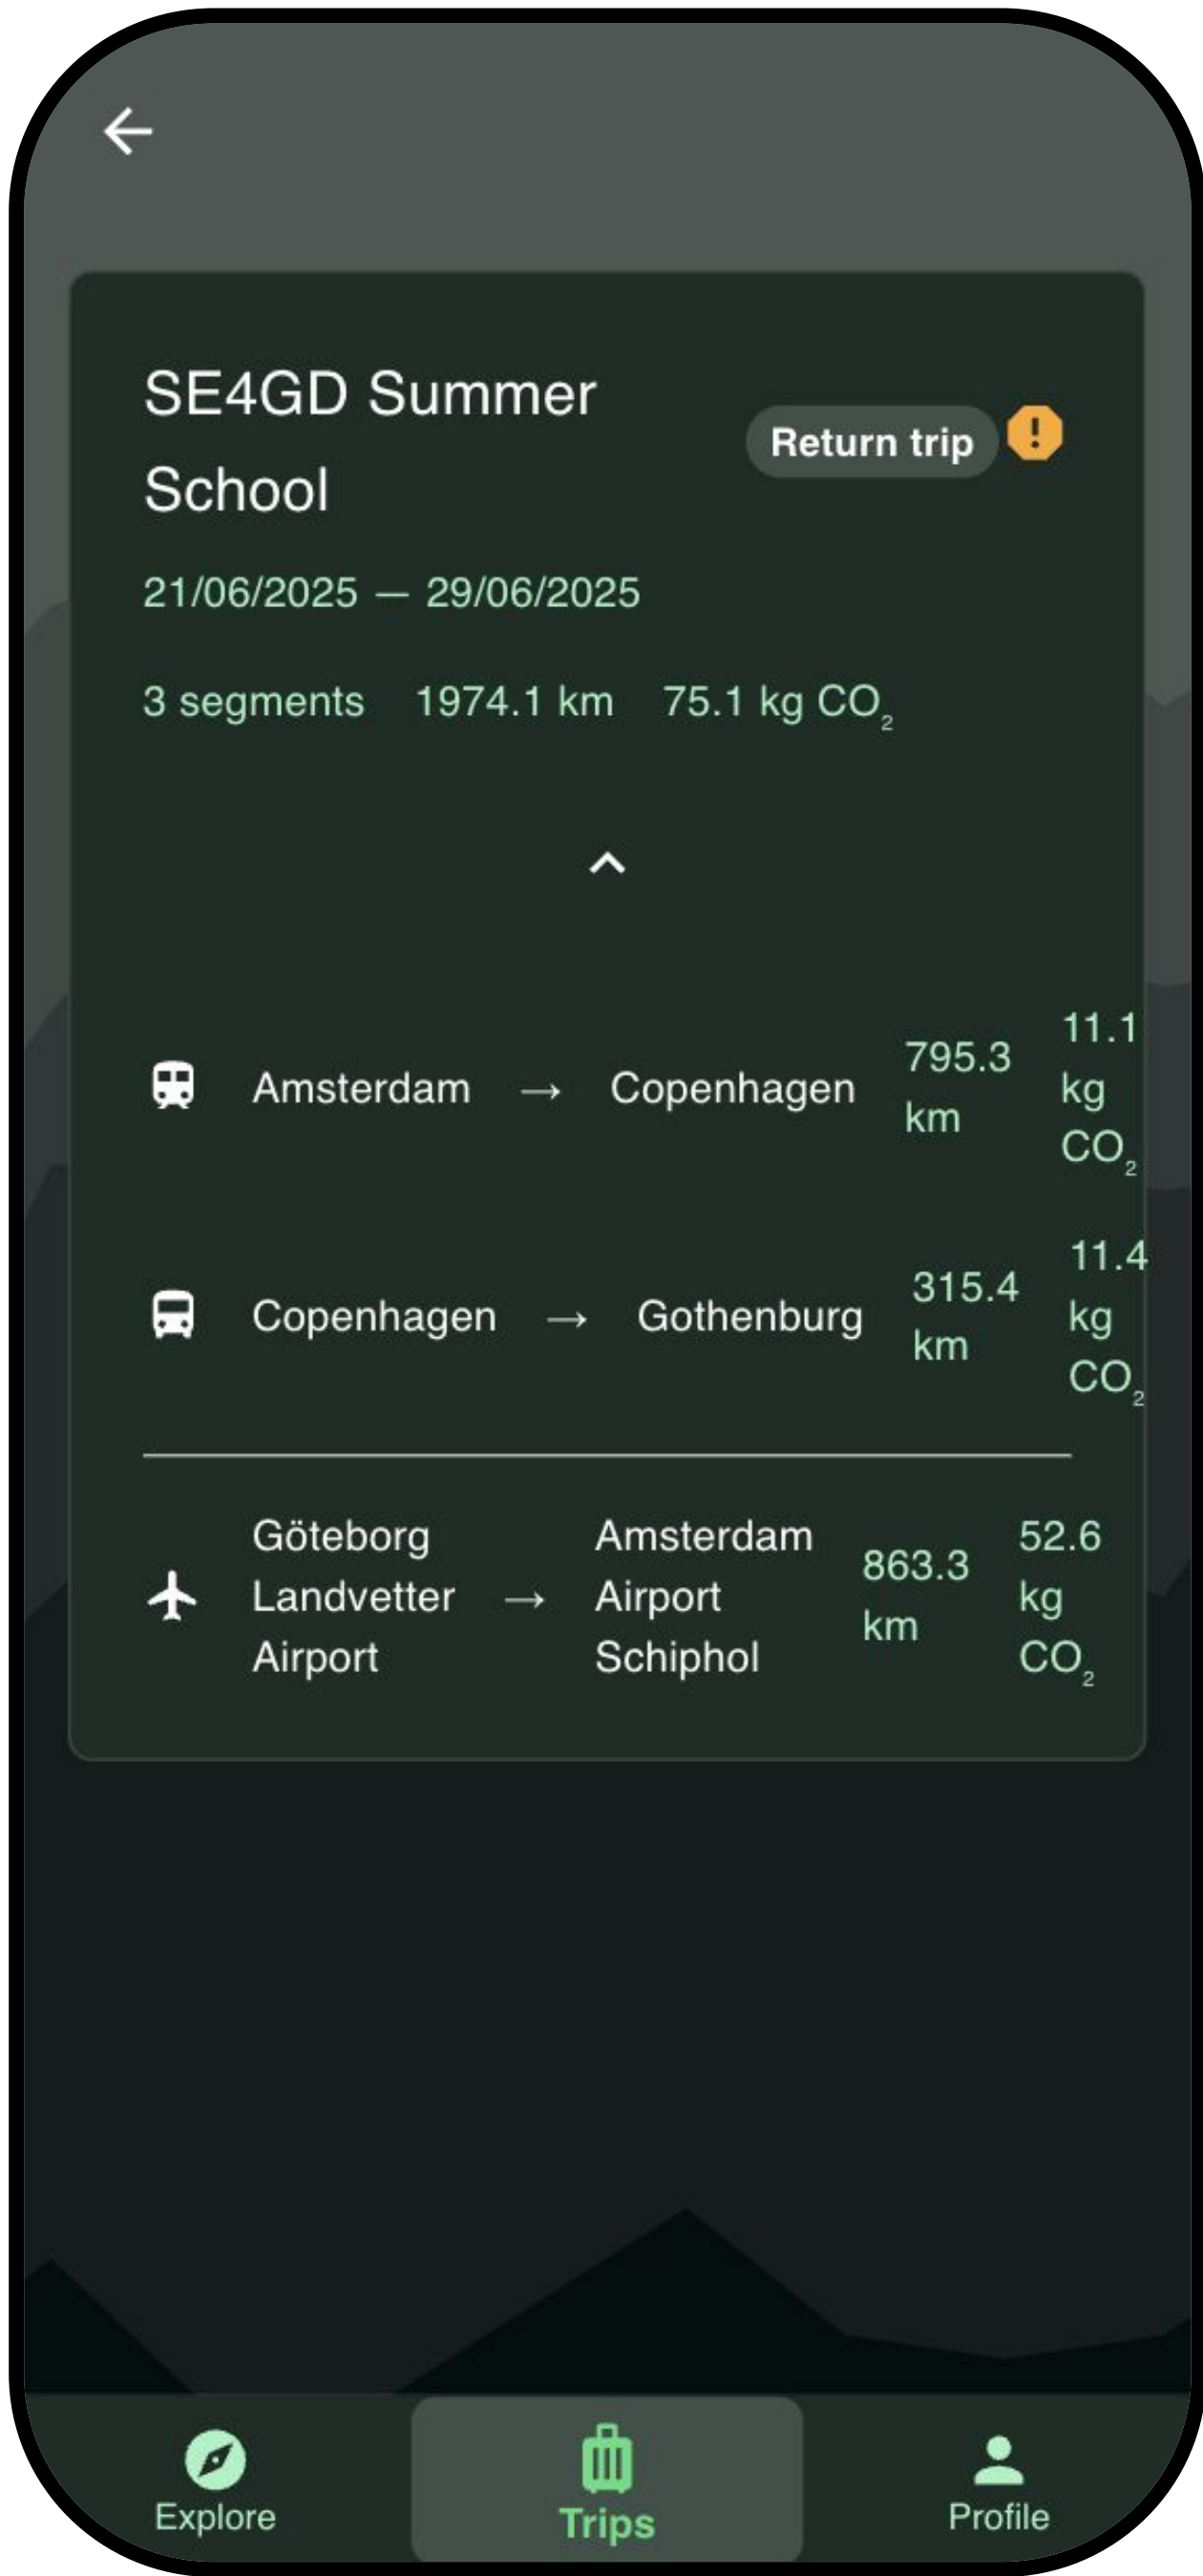 SE4GD Summer
School
Return trip
21/06/2025 — 29/06/2025
3 segments 1974.1 km 75.1 kg CO₂
Amsterdam → Copenhagen
795.3
km
11.1
kg
CO₂
Copenhagen → Gothenburg
315.4
km
11.4
kg
CO₂
Göteborg
Landvetter
Airport
→
Amsterdam
Airport
Schiphol
863.3
km
52.6
kg
CO₂
Explore
Trips
Profile